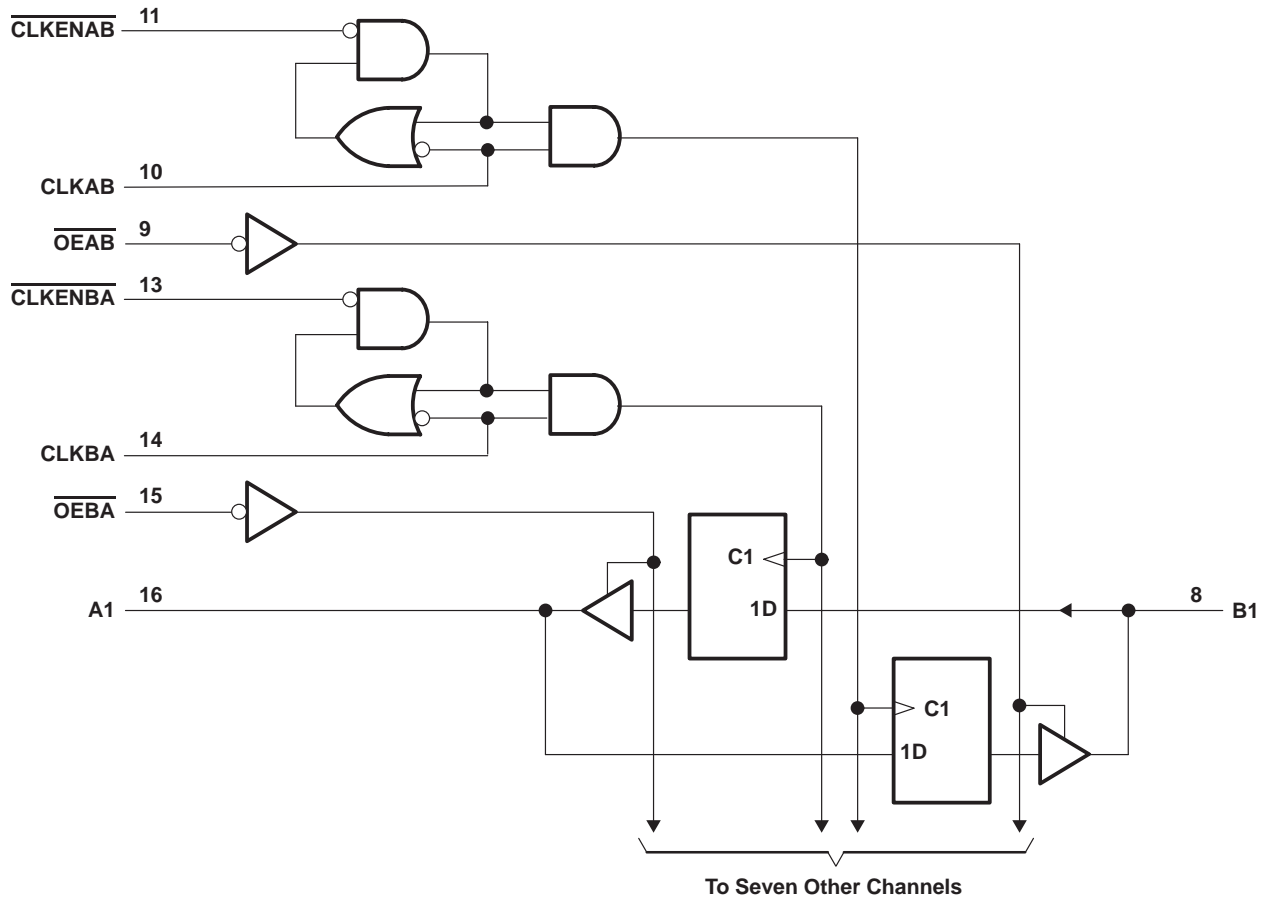 CLKENAB 11
CLKAB 10
OEAB 9
CLKENBA 13
CLKBA 14
OEBA 15
C1
A1 16
1D
8 B1
C1
1D
To Seven Other Channels